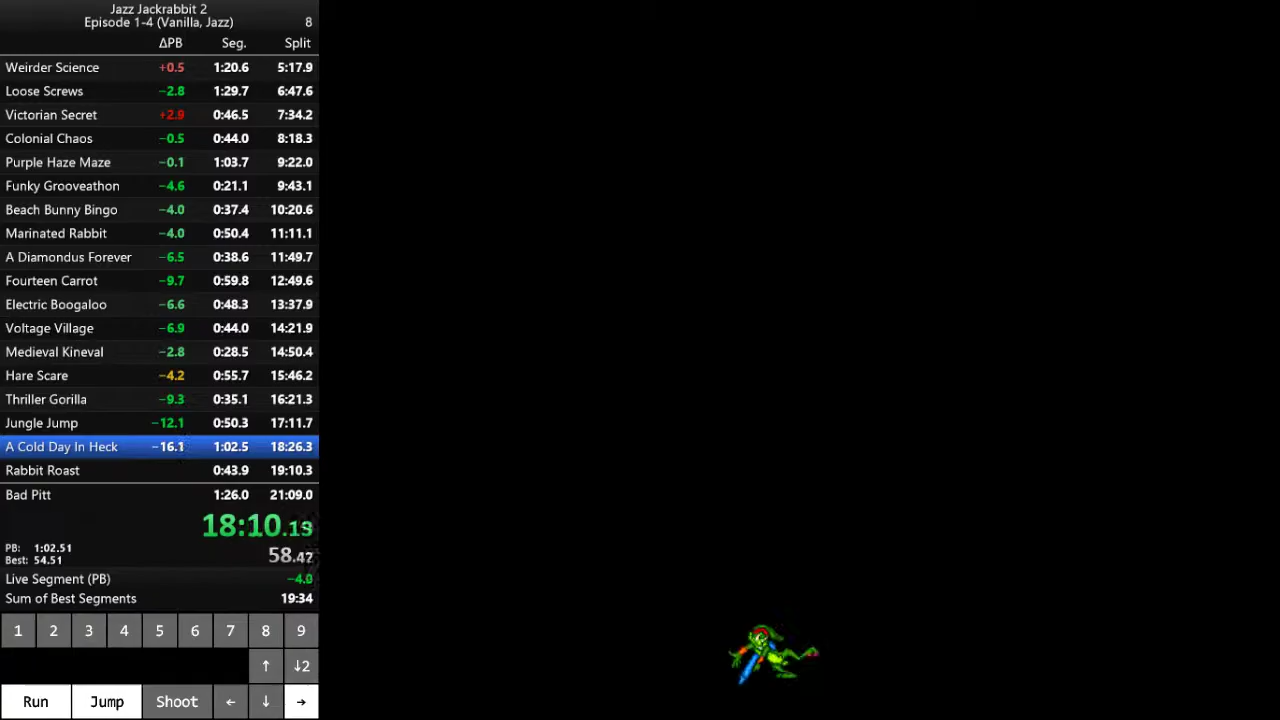 Jazz Jackrabbit 2
Episode 1-4 (Vanilla, Jazz) 8
ΔPB Seg. Split
Weirder Science +0.5 1:20.6 5:17.9
Loose Screws −2.8 1:29.7 6:47.6
Victorian Secret +2.9 0:46.5 7:34.2
Colonial Chaos −0.5 0:44.0 8:18.3
Purple Haze Maze −0.1 1:03.7 9:22.0
Funky Grooveathon −4.6 0:21.1 9:43.1
Beach Bunny Bingo −4.0 0:37.4 10:20.6
Marinated Rabbit −4.0 0:50.4 11:11.1
A Diamondus Forever −6.5 0:38.6 11:49.7
Fourteen Carrot −9.7 0:59.8 12:49.6
Electric Boogaloo −6.6 0:48.3 13:37.9
Voltage Village −6.9 0:44.0 14:21.9
Medieval Kineval −2.8 0:28.5 14:50.4
Hare Scare −4.2 0:55.7 15:46.2
Thriller Gorilla −9.3 0:35.1 16:21.3
Jungle Jump −12.1 0:50.3 17:11.7
A Cold Day In Heck −16.1 1:02.5 18:26.3
Rabbit Roast 0:43.9 19:10.3
Bad Pitt 1:26.0 21:09.0
18:10
PB: 1:02.51
Best: 54.51
58
Live Segment (PB) −4.0
Sum of Best Segments 19:34
1 2 3 4 5 6 7 8 9
↑ ↓2
Run Jump Shoot ← ↓ →